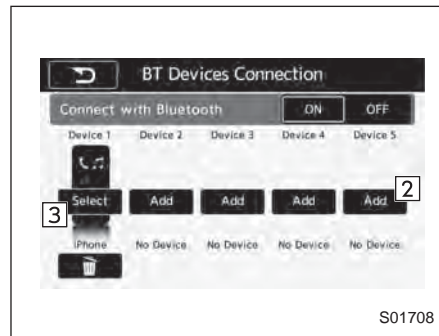 BT Devices Connection
Connect with Bluetooth ON OFF
Device 1 Device 2 Device 3 Device 4 Device 5
Select Add Add Add Add 2
3
iPhone No Device No Device No Device No Device
S01708